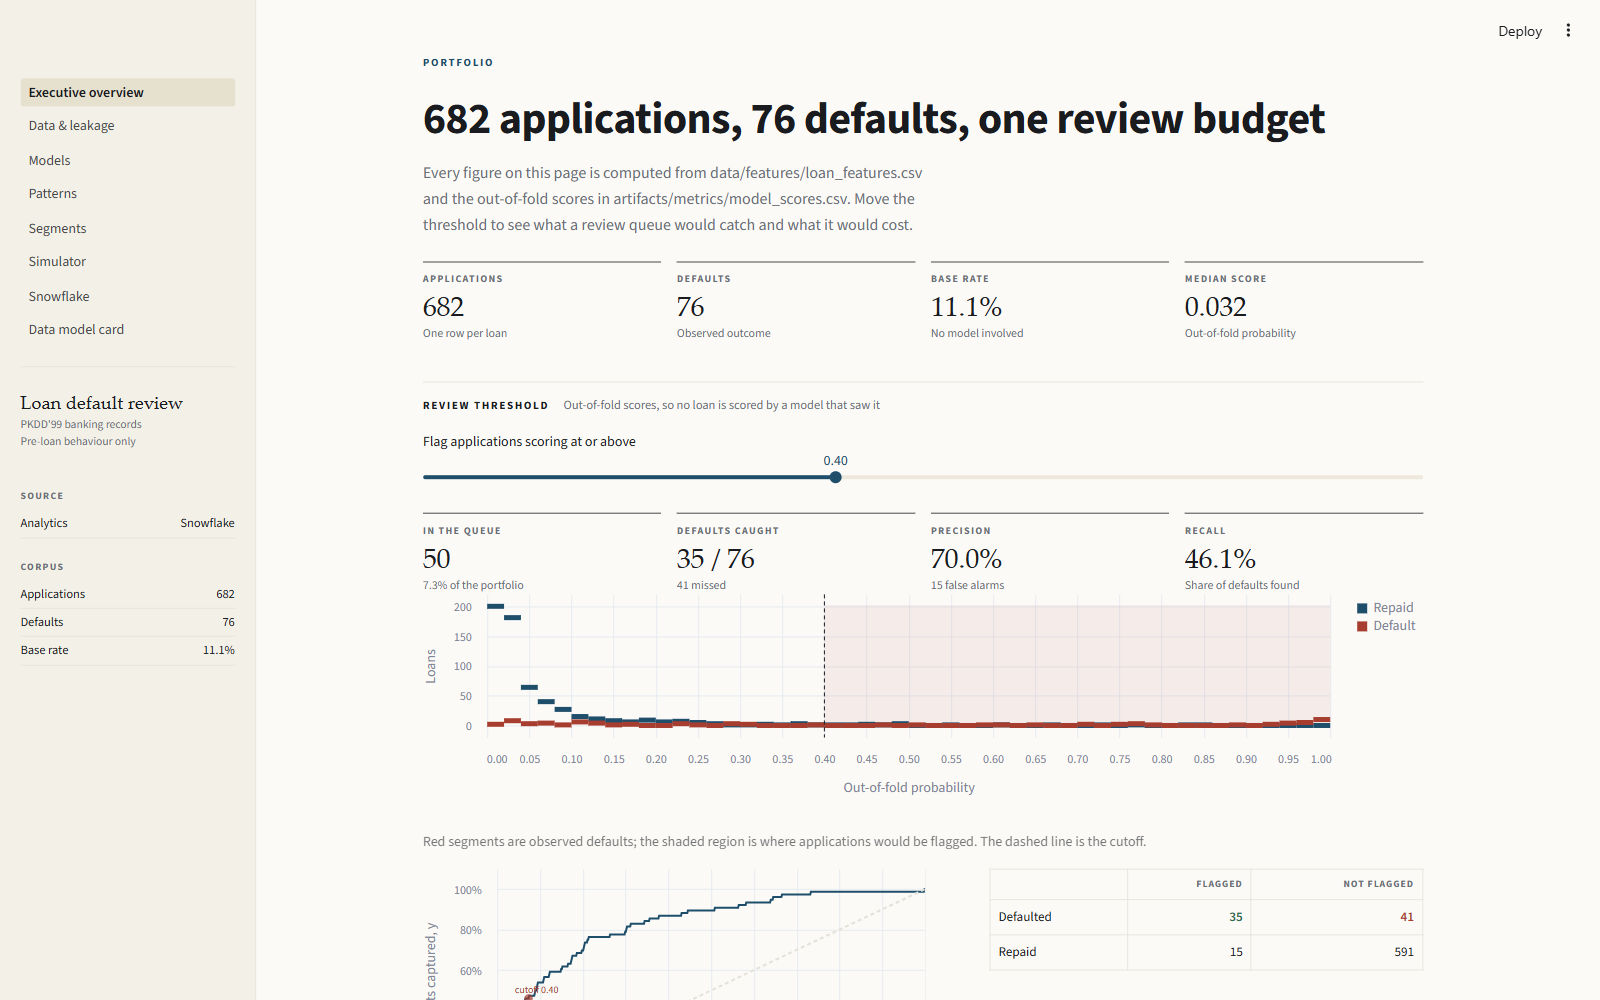 Deploy
Executive overview
Data & leakage
Models
Patterns
Segments
Simulator
Snowflake
Data model card
Loan default review
PKDD'99 banking records
Pre-loan behaviour only
SOURCE
Analytics Snowflake
CORPUS
Applications 682
Defaults 76
Base rate 11.1%
PORTFOLIO
682 applications, 76 defaults, one review budget
Every figure on this page is computed from data/features/loan_features.csv
and the out-of-fold scores in artifacts/metrics/model_scores.csv. Move the
threshold to see what a review queue would catch and what it would cost.
APPLICATIONS
682
One row per loan
DEFAULTS
76
Observed outcome
BASE RATE
11.1%
No model involved
MEDIAN SCORE
0.032
Out-of-fold probability
REVIEW THRESHOLD Out-of-fold scores, so no loan is scored by a model that saw it
Flag applications scoring at or above
0.40
IN THE QUEUE
50
7.3% of the portfolio
DEFAULTS CAUGHT
35 / 76
41 missed
PRECISION
70.0%
15 false alarms
RECALL
46.1%
Share of defaults found
Loans
200
150
100
50
0
0.00 0.05 0.10 0.15 0.20 0.25 0.30 0.35 0.40 0.45 0.50 0.55 0.60 0.65 0.70 0.75 0.80 0.85 0.90 0.95 1.00
Out-of-fold probability
Repaid
Default
Red segments are observed defaults; the shaded region is where applications would be flagged. The dashed line is the cutoff.
100%
80%
60%
captured, y
cutoff 0.40
FLAGGED NOT FLAGGED
Defaulted 35 41
Repaid 15 591